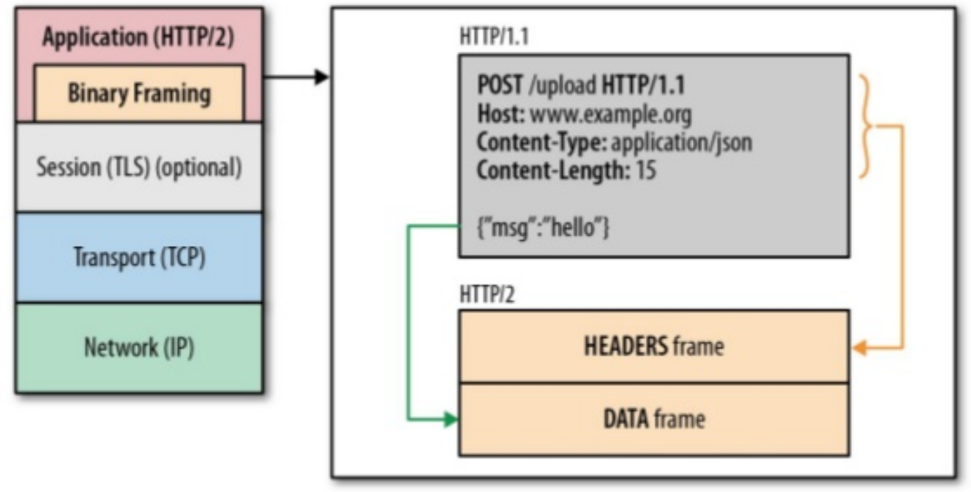 Application (HTTP/2)
Binary Framing
Session (TLS) (optional)
Transport (TCP)
Network (IP)
HTTP/1.1
POST /upload HTTP/1.1
Host: www.example.org
Content-Type: application/json
Content-Length: 15
{"msg":"hello"}
HTTP/2
HEADERS frame
DATA frame